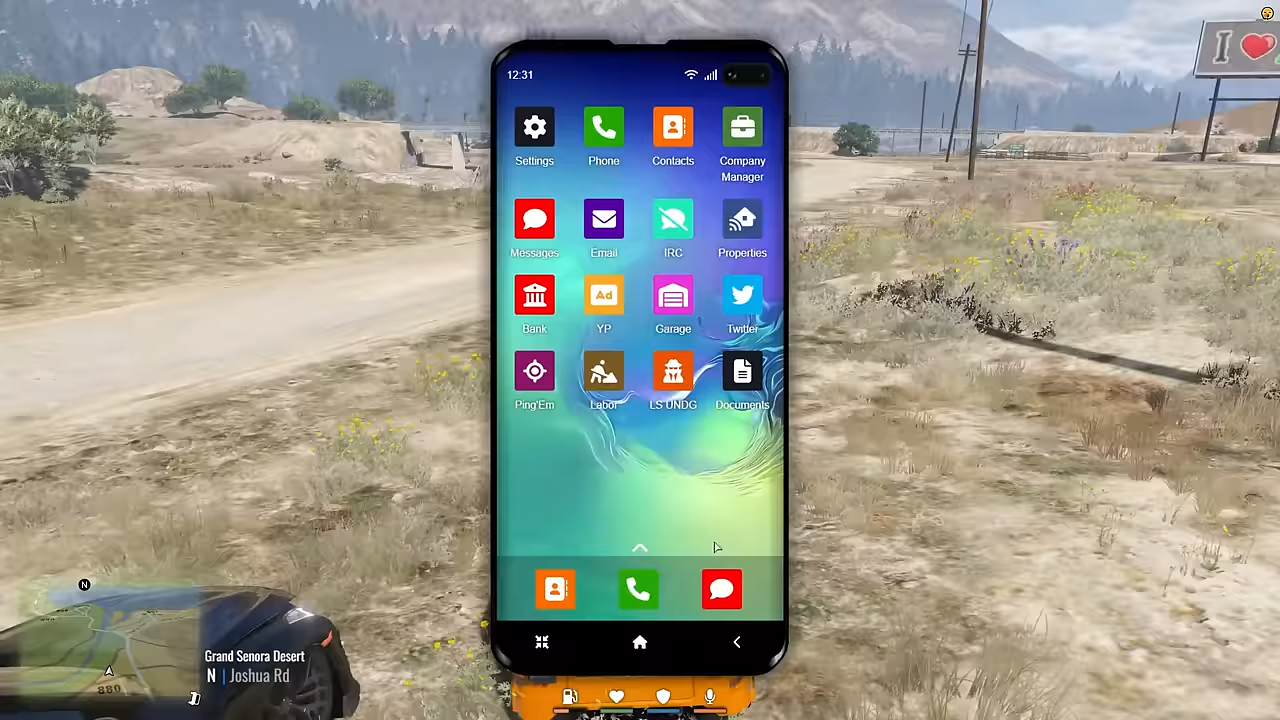 I
12:31
Settings
Phone
Contacts
Company
Manager
Messages
Email
IRC
Properties
Bank
Ad
YP
Garage
Twitter
Ping'Em
Labor
LS UNDG
Documents
N
Grand Senora Desert
N | Joshua Rd
880